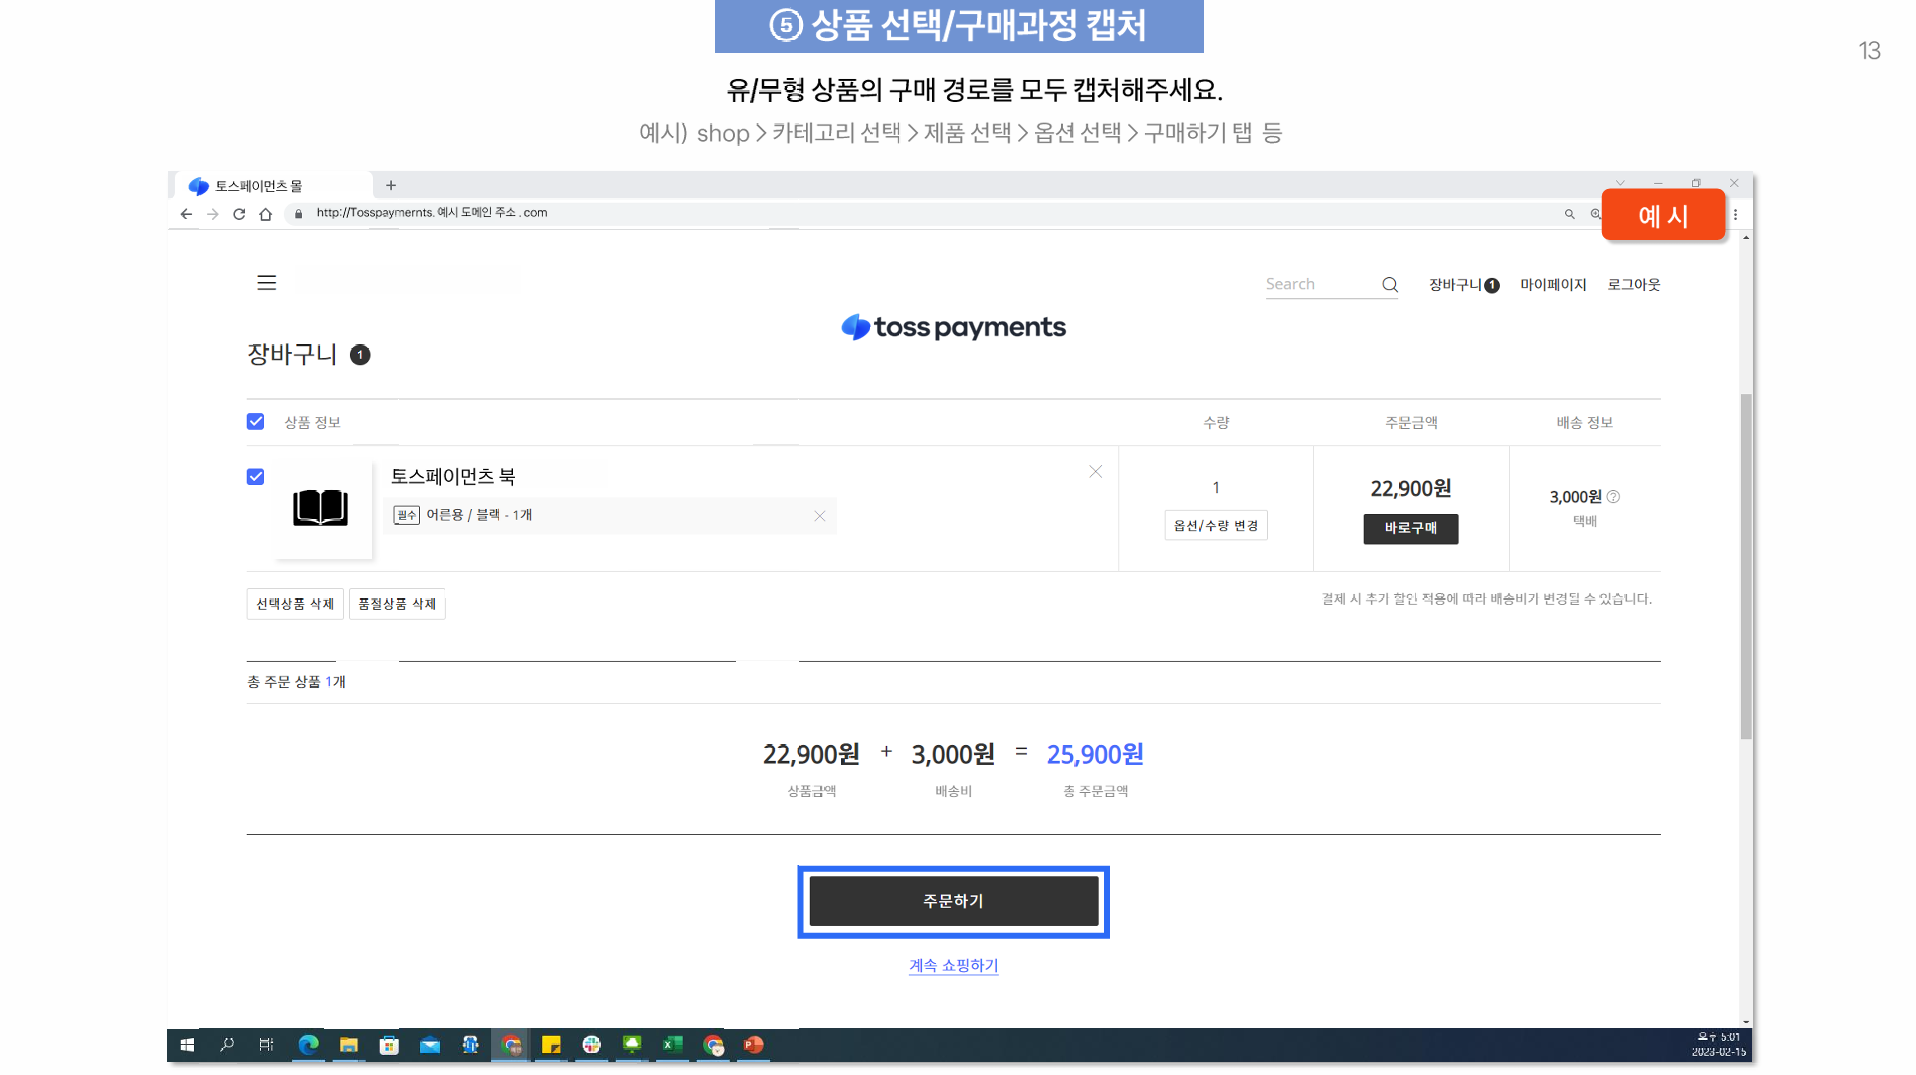 ⑤ 상품 선택/구매과정 캡처
13
유/무형 상품의 구매 경로를 모두 캡처해주세요.
예시) shop > 카테고리 선택 > 제품 선택 > 옵션 선택 > 구매하기 탭 등
토스페이먼츠 몰
http://Tosspaymernts. 예시 도메인 주소 . com
예 시
Search
장바구니 1 마이페이지 로그아웃
toss payments
장바구니 1
상품 정보 수량 주문금액 배송 정보
토스페이먼츠 북
필수 어른용 / 블랙 - 1개
1
옵션/수량 변경
22,900원
바로구매
3,000원
택배
선택상품 삭제 품절상품 삭제
결제 시 추가 할인 적용에 따라 배송비가 변경될 수 있습니다.
총 주문 상품 1개
22,900원 + 3,000원 = 25,900원
상품금액 배송비 총 주문금액
주문하기
계속 쇼핑하기
오후 5:01
2023-02-15